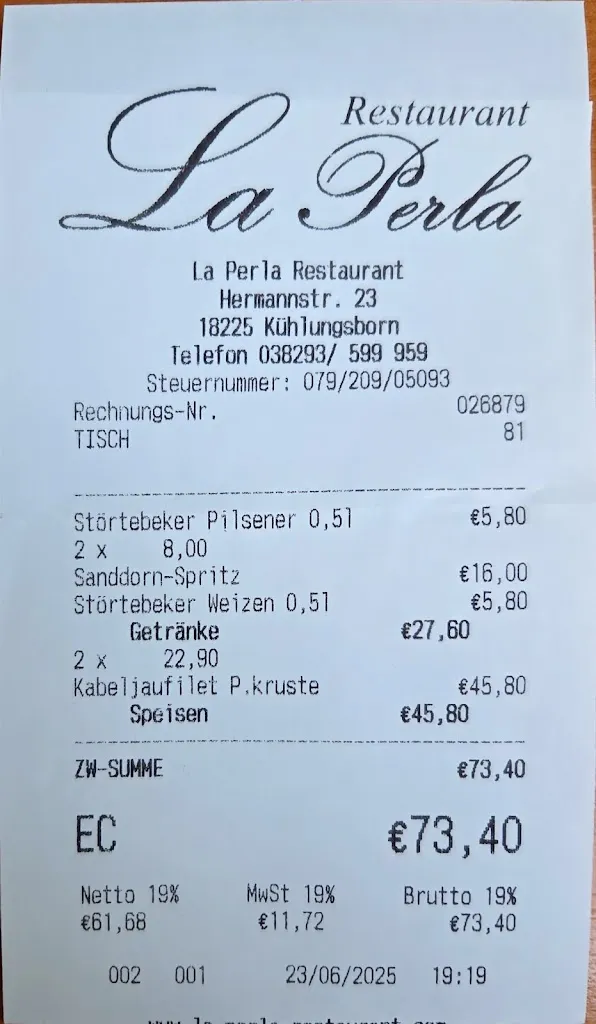 Restaurant
La Perla
La Perla Restaurant
Hermannstr. 23
18225 Kühlungsborn
Telefon 038293/ 599 959
Steuernummer: 079/209/05093
Rechnungs-Nr. 026879
TISCH 81
Störtebeker Pilsener 0,5l €5,80
2 x 8,00
Sanddorn-Spritz €16,00
Störtebeker Weizen 0,5l €5,80
Getränke €27,60
2 x 22,90
Kabeljaufilet P.kruste €45,80
Speisen €45,80
ZW-SUMME €73,40
EC €73,40
Netto 19% MwSt 19% Brutto 19%
€61,68 €11,72 €73,40
002 001 23/06/2025 19:19